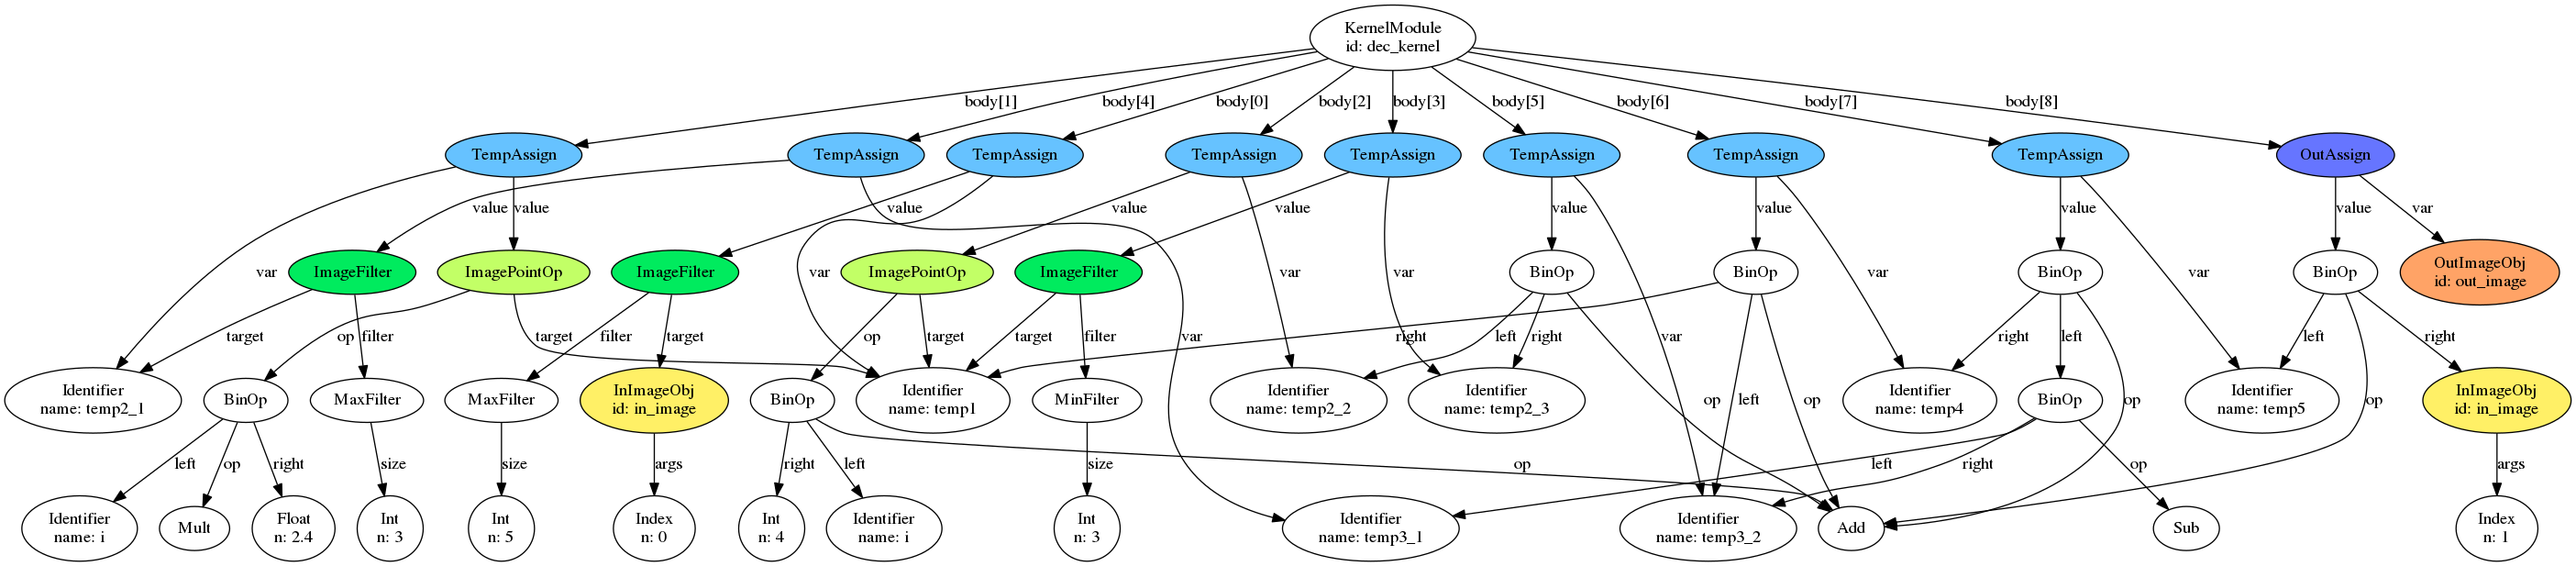 KernelModule
id: dec_kernel
body[1]
body[4]
body[0]
body[2]
body[3]
body[5]
body[6]
body[7]
body[8]
TempAssign
TempAssign
TempAssign
TempAssign
TempAssign
TempAssign
TempAssign
TempAssign
OutAssign
value
value
value
value
value
value
value
value
value
var
var
ImageFilter
ImagePointOp
ImageFilter
var
ImagePointOp
ImageFilter
var
var
BinOp
BinOp
var
BinOp
var
BinOp
OutImageObj
id: out_image
target
filter
op
target
filter
target
op
target
target
filter
var
right
left
right
var
right
left
left
right
Identifier
name: temp2_1
BinOp
MaxFilter
MaxFilter
InImageObj
id: in_image
BinOp
Identifier
name: temp1
MinFilter
Identifier
name: temp2_2
Identifier
name: temp2_3
op
left
op
Identifier
name: temp4
BinOp
op
Identifier
name: temp5
op
InImageObj
id: in_image
left
op
right
size
size
args
right
left
size
op
left
right
op
args
Identifier
name: i
Mult
Float
n: 2.4
Int
n: 3
Int
n: 5
Index
n: 0
Int
n: 4
Identifier
name: i
Int
n: 3
Identifier
name: temp3_1
Identifier
name: temp3_2
Add
Sub
Index
n: 1